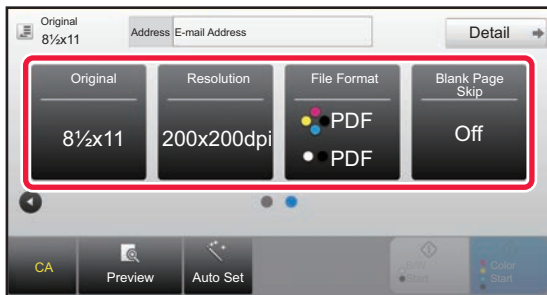 Original
8½x11
Address E-mail Address
Detail
Original
Resolution
File Format
Blank Page
Skip
8½x11
200x200dpi
PDF
PDF
Off
CA
Preview
Auto Set
B/W
Start
Color
Start